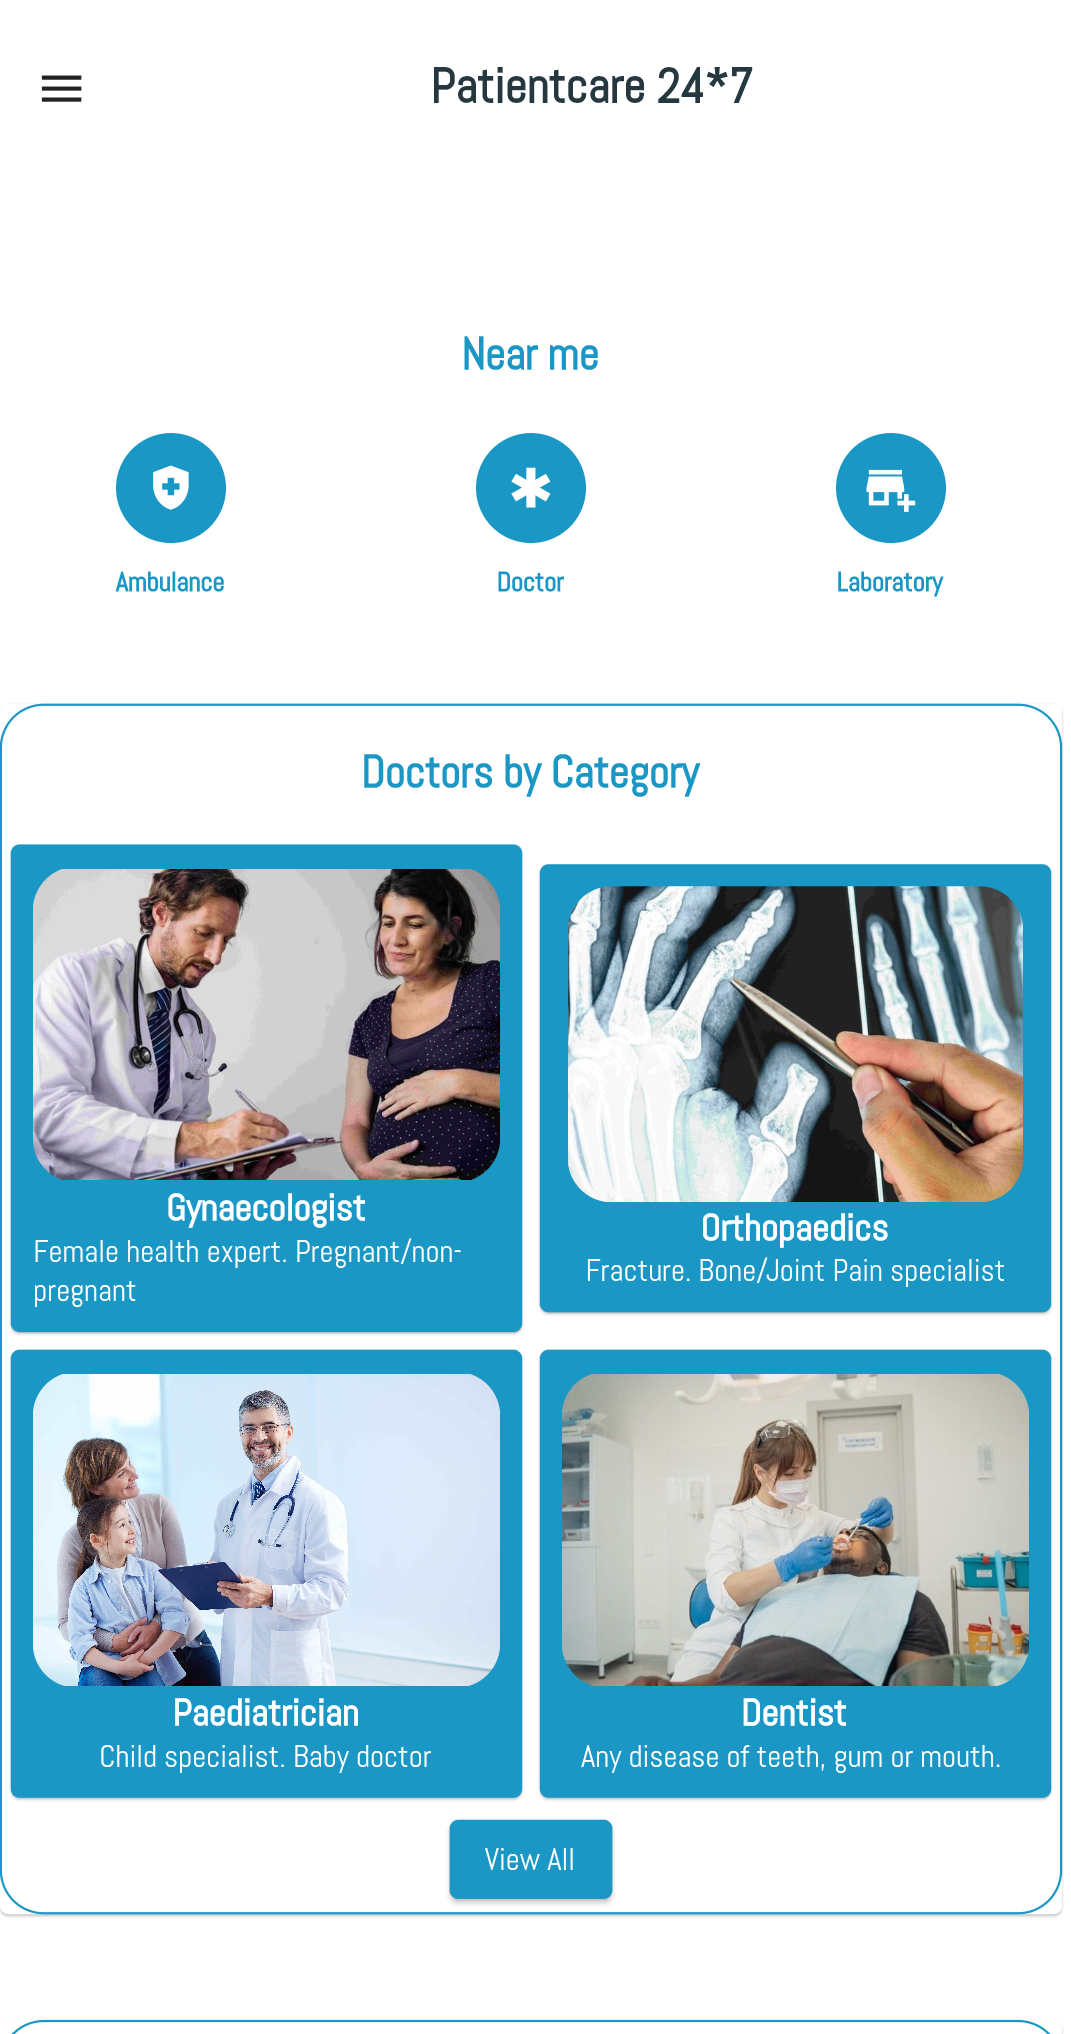 Patientcare 24*7
Near me
Ambulance
Doctor
Laboratory
Doctors by Category
Gynaecologist
Female health expert. Pregnant/non-
pregnant
Orthopaedics
Fracture. Bone/Joint Pain specialist
Paediatrician
Child specialist. Baby doctor
Dentist
Any disease of teeth, gum or mouth.
View All